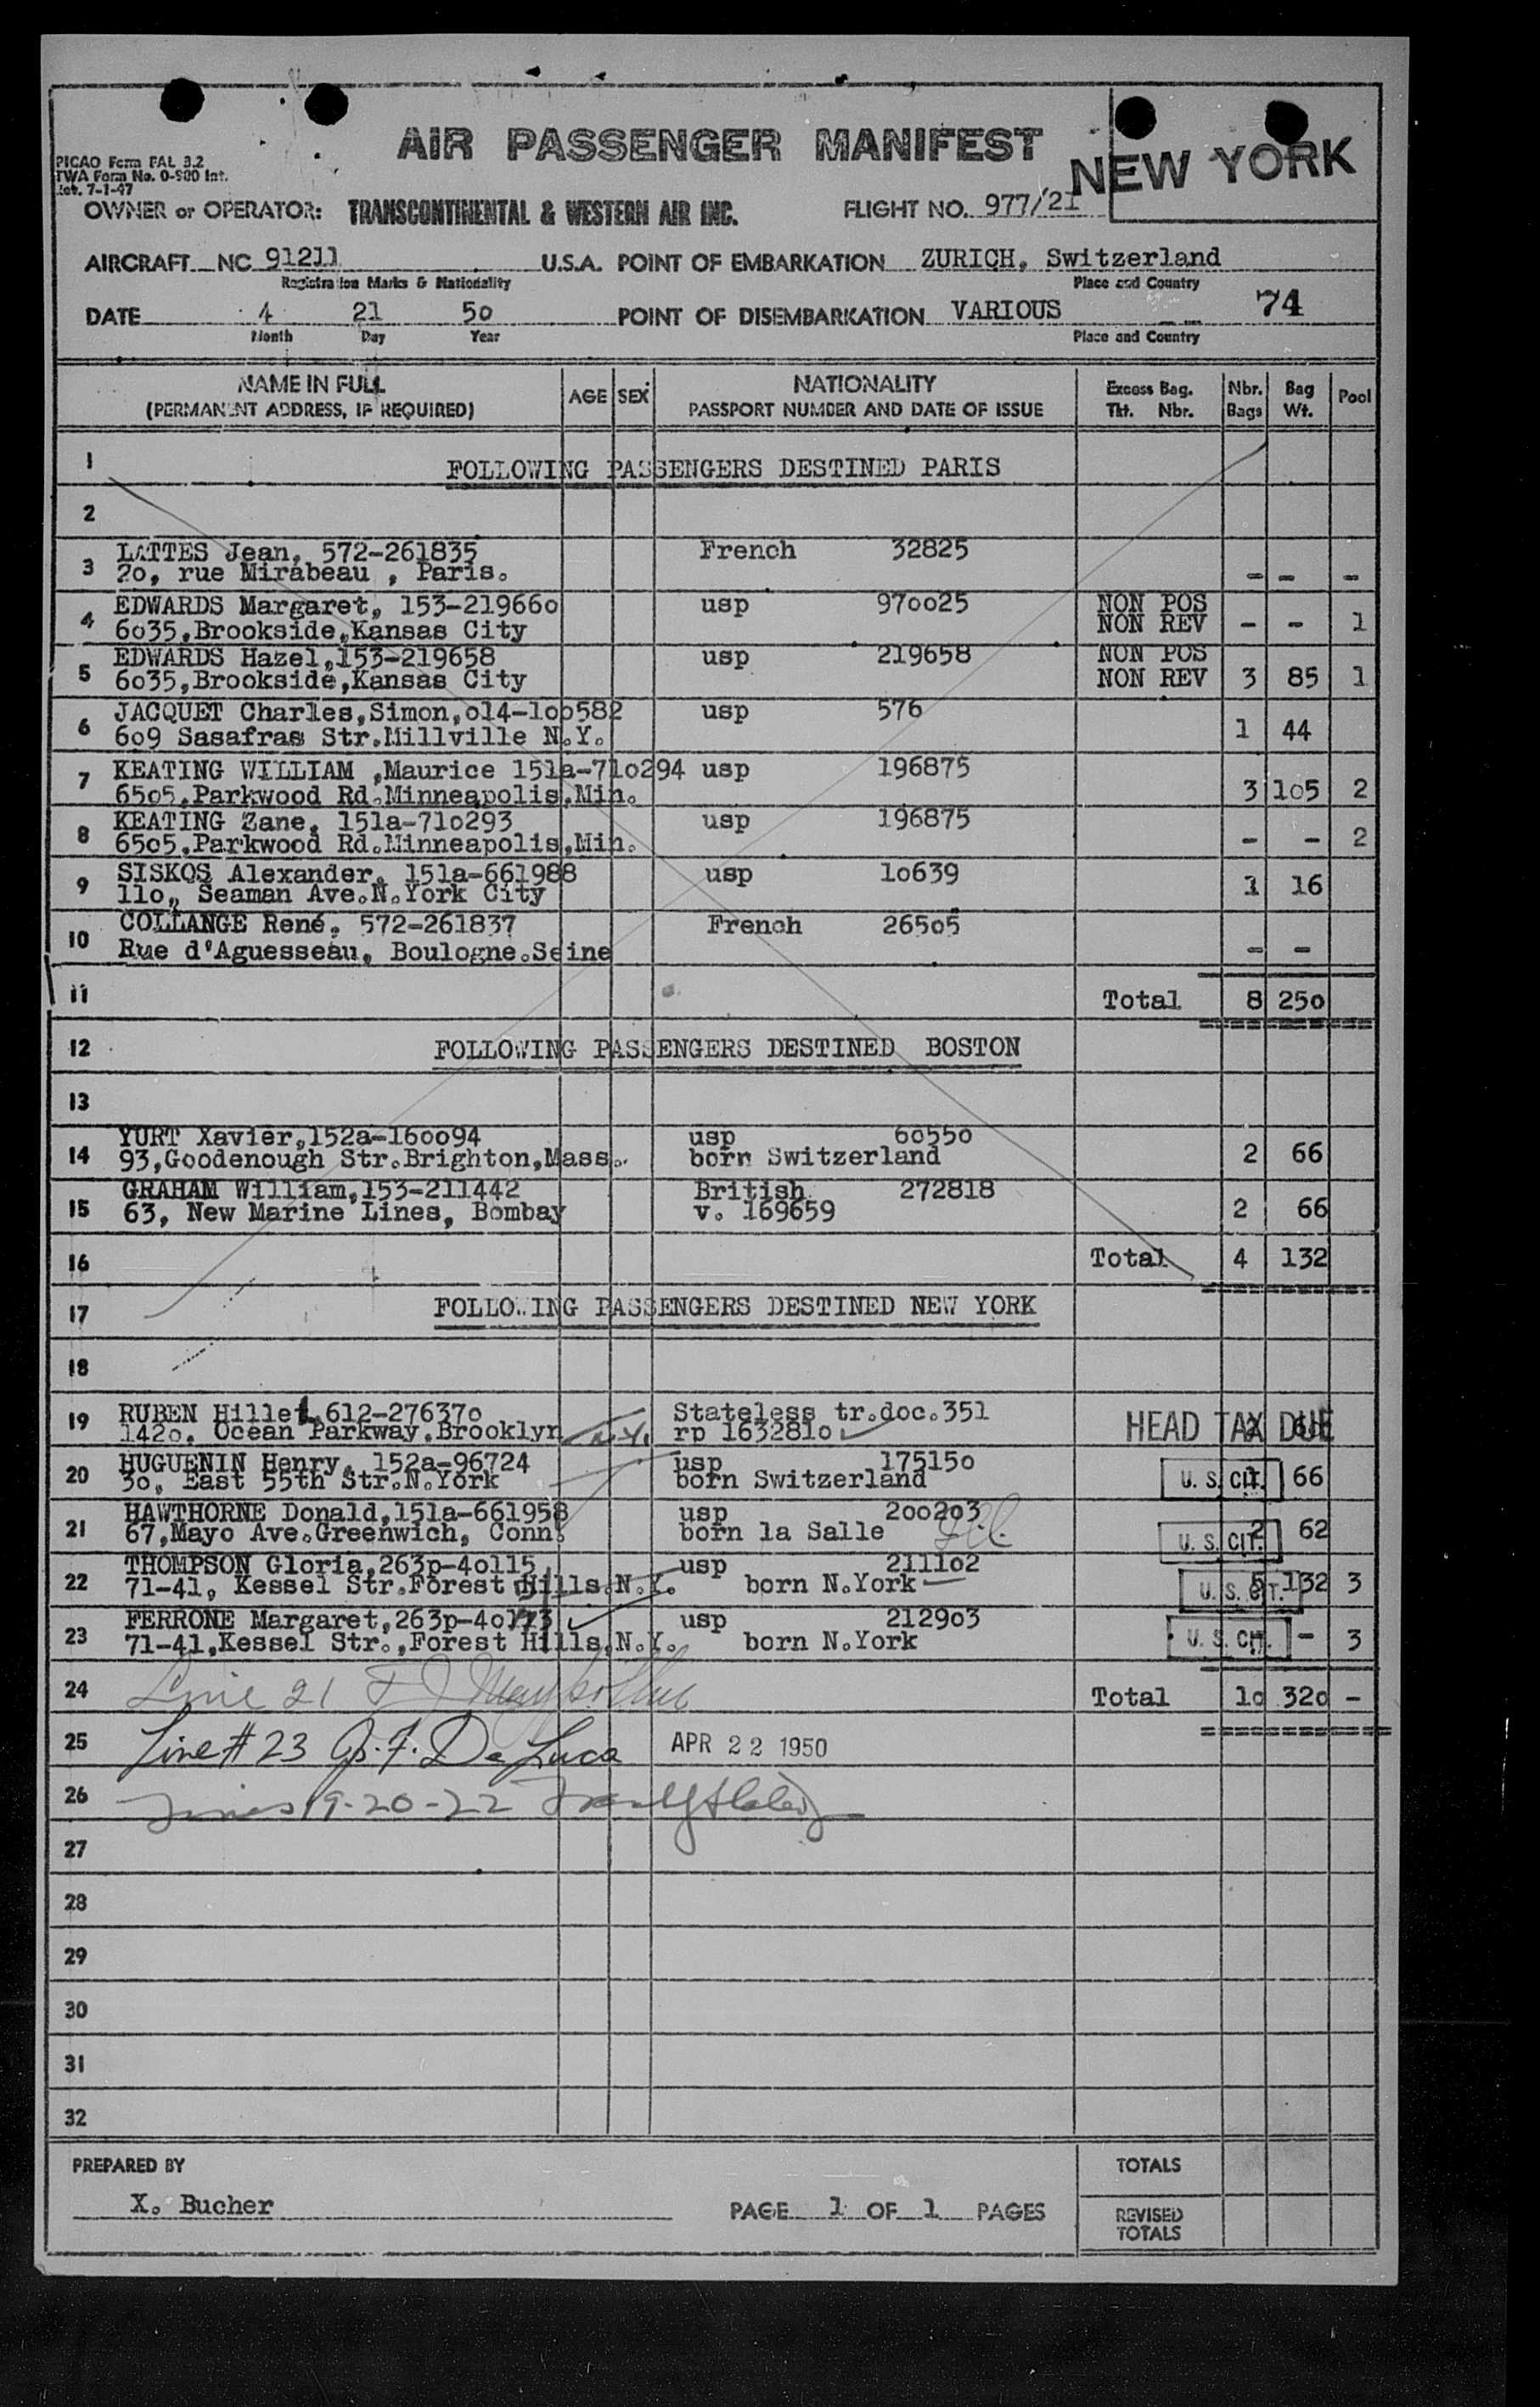 AIR PASSENGER MANIFEST
NEW YORK
PICAO Form FAL 3.2
TWA Form No. 0-900 Int.
7-1-47
OWNER or OPERATOR: TRANSCONTINENTAL & WESTERN AIR INC. FLIGHT NO. 977/21
AIRCRAFT NC 91211 U.S.A. POINT OF EMBARKATION ZURICH, Switzerland
Registration Marks & Nationality Place and Country
DATE 4 21 50 POINT OF DISEMBARKATION VARIOUS 74
Month Day Year Place and Country
NAME IN FULL AGE SEX NATIONALITY Excess Bag. Nbr. Bag Pool
(PERMANENT ADDRESS, IF REQUIRED) PASSPORT NUMBER AND DATE OF ISSUE Tkt. Nbr. Bags Wt.
1 FOLLOWING PASSENGERS DESTINED PARIS
2
3 LATTES Jean, 572-261835 French 32825
20, rue Mirabeau , Paris. - - -
4 EDWARDS Margaret, 153-219660 usp 970025 NON POS
6035,Brookside,Kansas City NON REV - - 1
5 EDWARDS Hazel,153-219658 usp 219658 NON POS
6035,Brookside,Kansas City NON REV 3 85 1
6 JACQUET Charles,Simon,014-100582 usp 576
609 Sasafras Str.Millville N.Y. 1 44
7 KEATING WILLIAM ,Maurice 151a-710294 usp 196875
6505,Parkwood Rd.Minneapolis,Min. 3 105 2
8 KEATING Zane, 151a-710293 usp 196875
6505,Parkwood Rd.Minneapolis,Min. - - 2
9 SISKOS Alexander, 151a-661988 usp 10639
110, Seaman Ave.N.York City 1 16
10 COLLANGE René, 572-261837 French 26505
Rue d'Aguesseau, Boulogne.Seine - -
11 Total 8 250
12 FOLLOWING PASSENGERS DESTINED BOSTON
13
14 YURT Xavier,152a-160094 usp 60550
93,Goodenough Str.Brighton,Mass. born Switzerland 2 66
15 GRAHAM William,153-211442 British 272818
63, New Marine Lines, Bombay v. 169659 2 66
16 Total 4 132
17 FOLLOWING PASSENGERS DESTINED NEW YORK
18
19 RUBEN Hillel,612-276370 Stateless tr.doc.351
1420, Ocean Parkway.Brooklyn N.Y. rp 1632810 HEAD TAX DUE
20 HUGUENIN Henry, 152a-96724 usp 175150
30, East 55th Str.N.York born Switzerland U. S. CIT. 66
21 HAWTHORNE Donald,151a-661958 usp 200203
67,Mayo Ave.Greenwich, Conn. born la Salle Ill. U. S. CIT. 2 62
22 THOMPSON Gloria,263p-40115 usp 211102
71-41, Kessel Str.Forest Hills.N.Y. born N.York U. S. CIT. 5 132 3
23 FERRONE Margaret,263p-40113 usp 212903
71-41,Kessel Str.,Forest Hills,N.Y. born N.York U. S. CIT. - 3
24 Line 21 Total 10 320 -
25 Line # 23 De Luca APR 22 1950
26 Lines 19-20-22
27
28
29
30
31
32
PREPARED BY TOTALS
X. Bucher PAGE 1 OF 1 PAGES REVISED
TOTALS